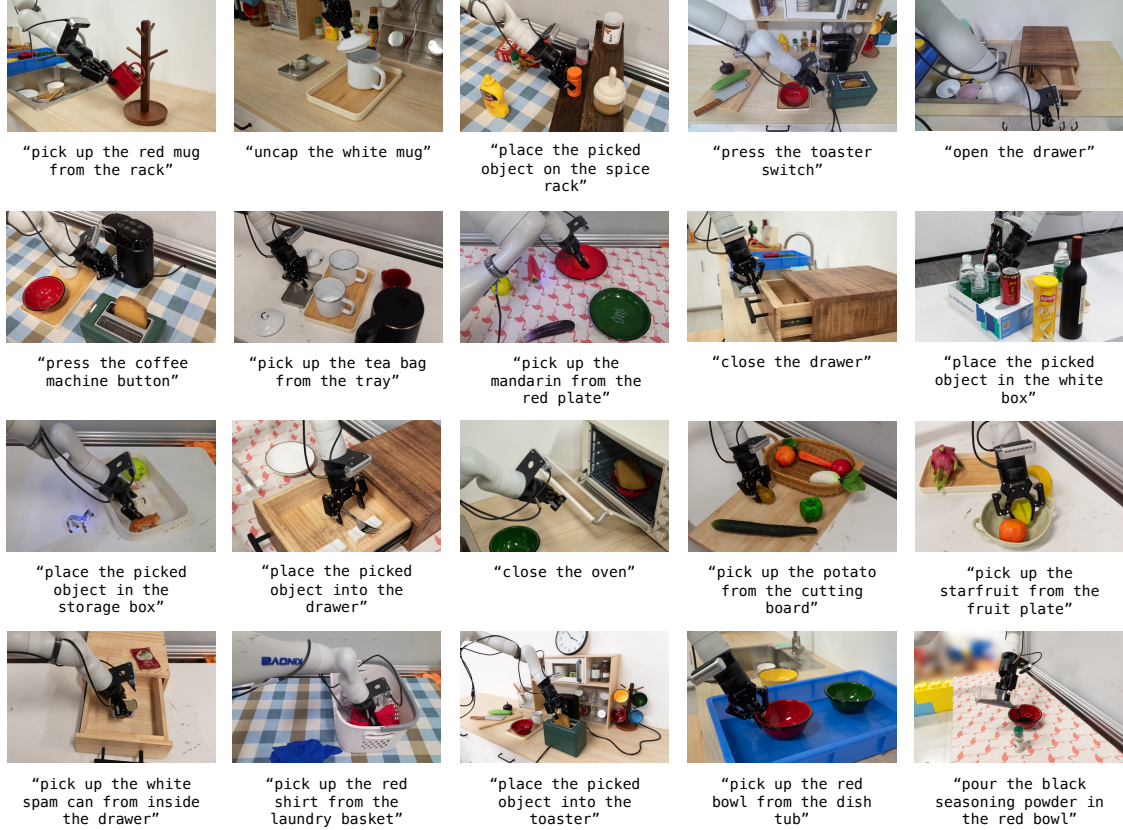 “pick up the red mug
from the rack”
“uncap the white mug”
“place the picked
object on the spice
rack”
“press the toaster
switch”
“open the drawer”
“press the coffee
machine button”
“pick up the tea bag
from the tray”
“pick up the
mandarin from the
red plate”
“close the drawer”
“place the picked
object in the white
box”
“place the picked
object in the
storage box”
“place the picked
object into the
drawer”
“close the oven”
“pick up the potato
from the cutting
board”
“pick up the
starfruit from the
fruit plate”
KINOVA
“pick up the white
spam can from inside
the drawer”
“pick up the red
shirt from the
laundry basket”
“place the picked
object into the
toaster”
“pick up the red
bowl from the dish
tub”
“pour the black
seasoning powder in
the red bowl”